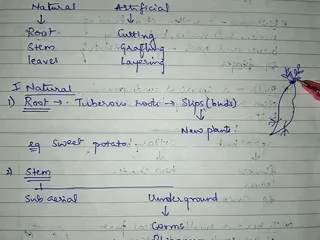 Natural Artificial
Root Cutting
Stem Grafting
leaves Layering
I Natural
1) Root → Tuberous roots → Slips (buds)
New plants
eg Sweet potato
2) Stem
Sub aerial Underground
Corms